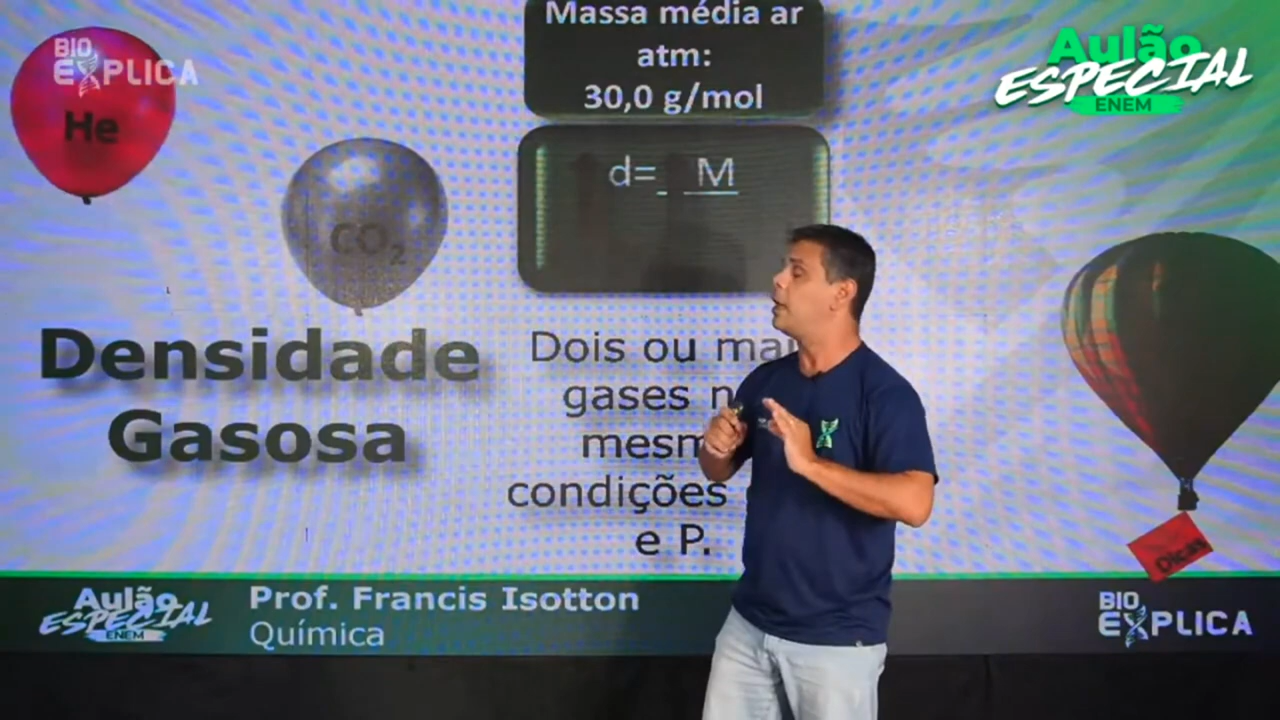 BIO
EXPLICA
He
CO2
Massa média ar
atm:
30,0 g/mol
d=_ M
Aulão
ESPECIAL
ENEM
Densidade
Gasosa
Dois ou
gases
condições
e P.
Dicas
Aulão
ESPECIAL
ENEM
Prof. Francis Isotton
Química
BIO
EXPLICA